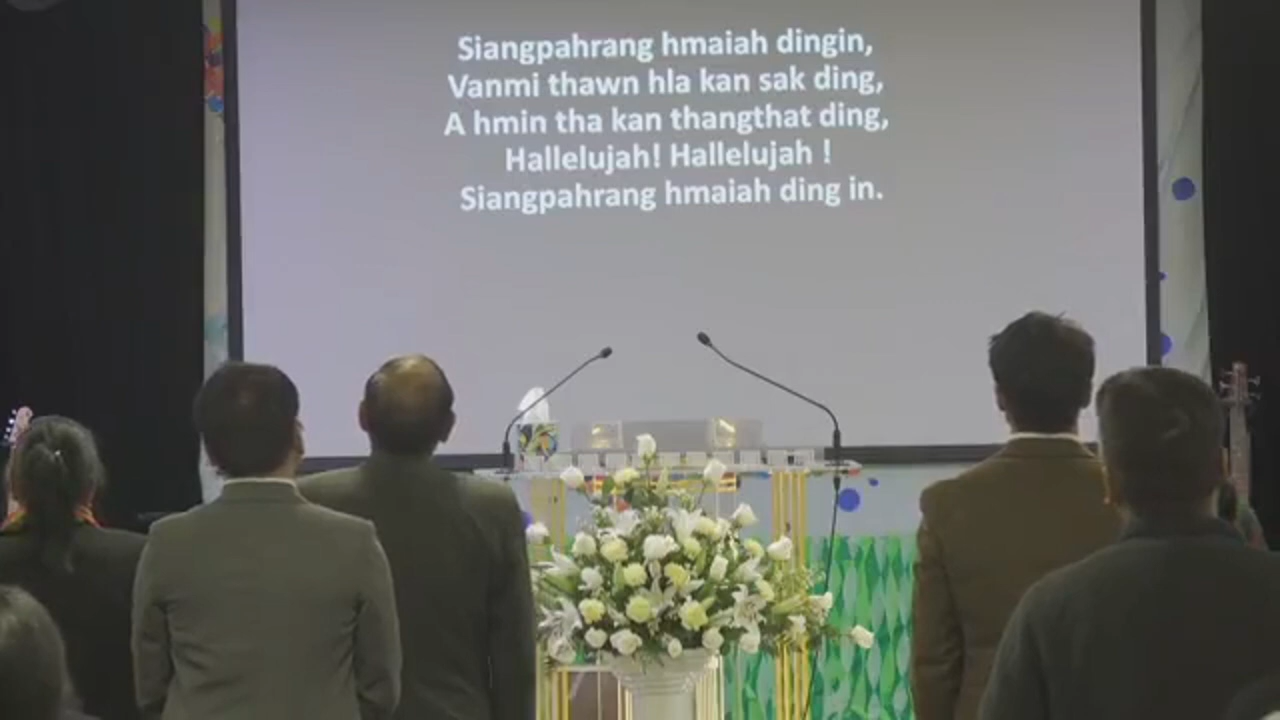 Siangpahrang hmaiah dingin,
Vanmi thawn hla kan sak ding,
A hmin tha kan thangthat ding,
Hallelujah! Hallelujah !
Siangpahrang hmaiah ding in.